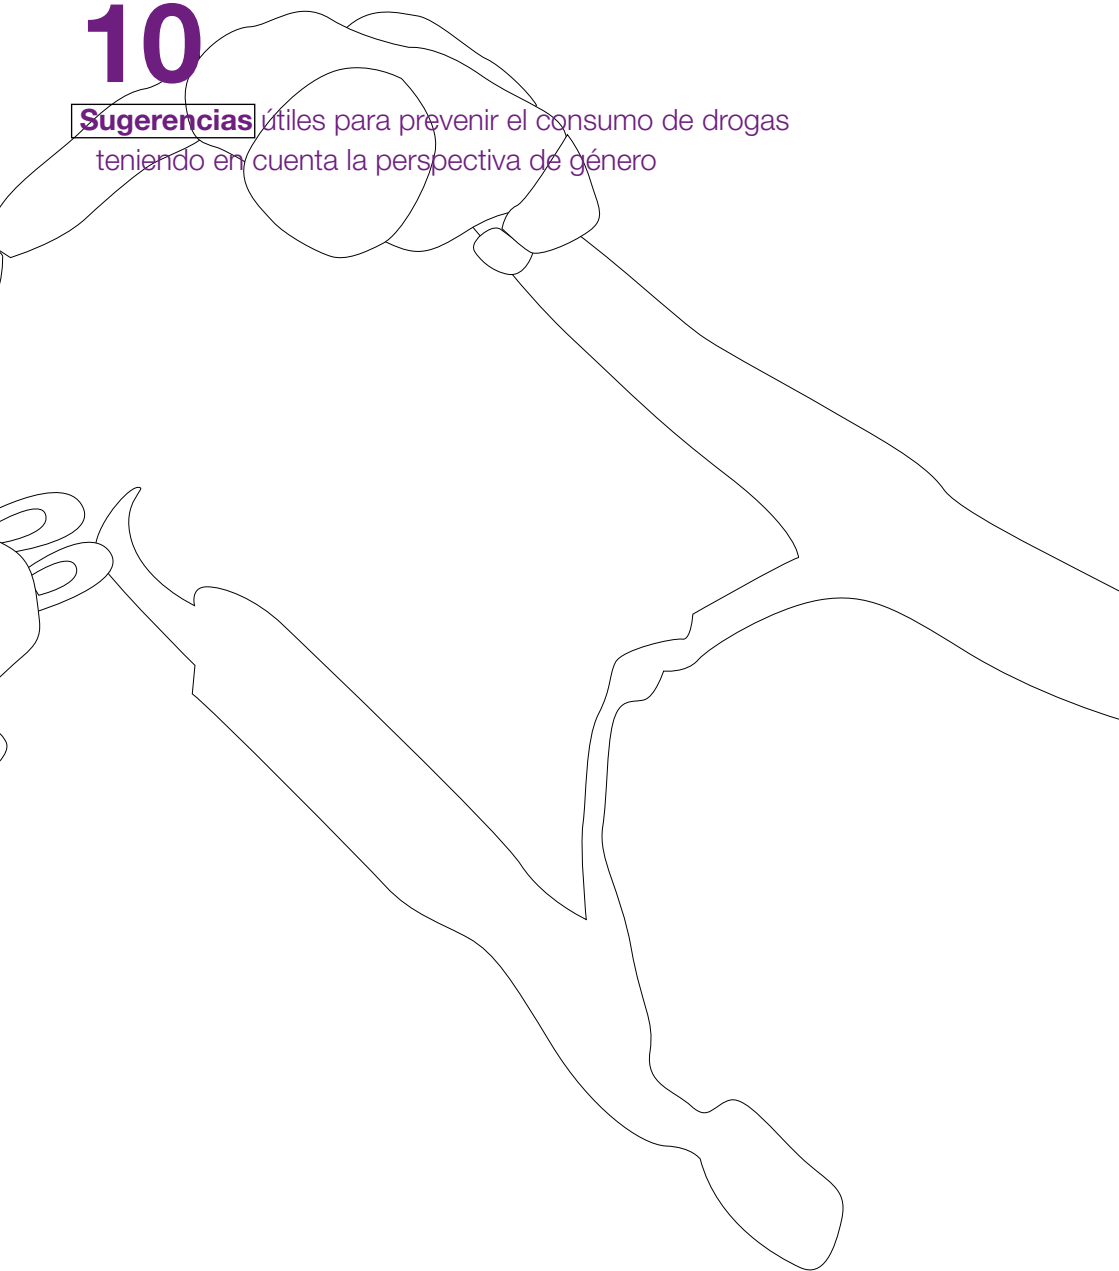 10
Sugerencias útiles para prevenir el consumo de drogas
teniendo en cuenta la perspectiva de género